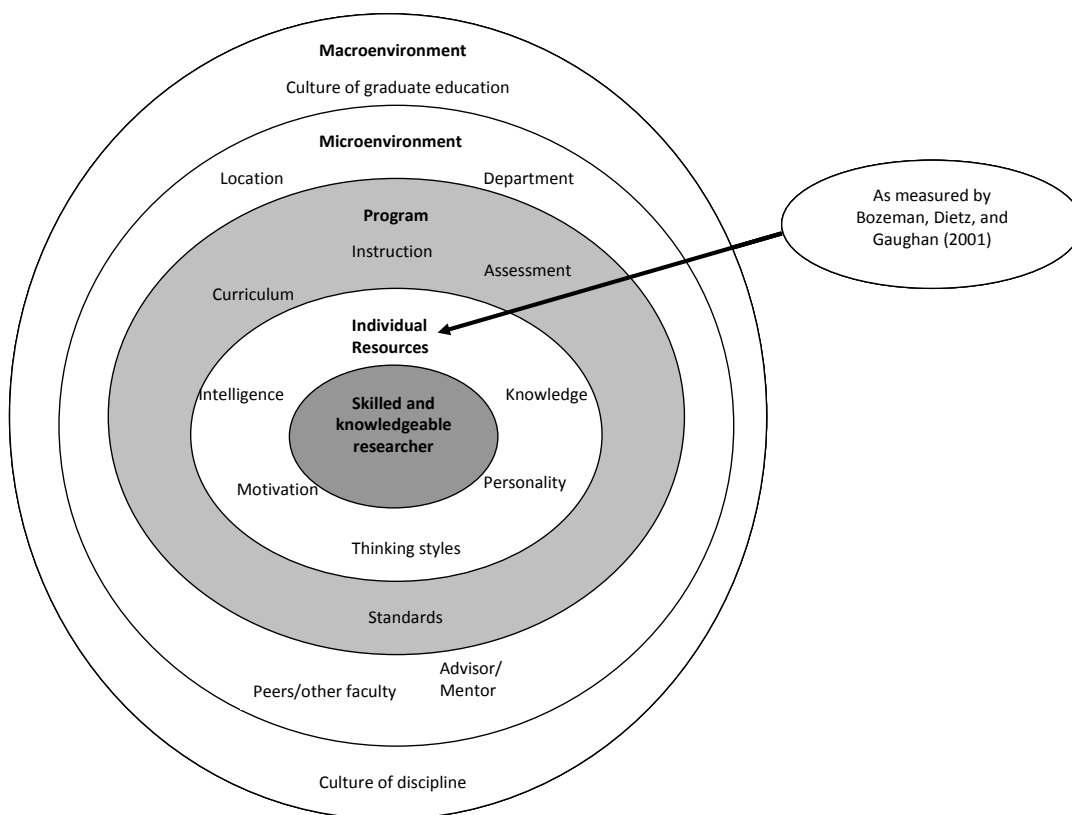 Macroenvironment
Culture of graduate education
Microenvironment
Location
Department
Program
Instruction
Assessment
Curriculum
Individual
Resources
Intelligence
Knowledge
Skilled and
knowledgeable
researcher
Motivation
Personality
Thinking styles
Standards
Peers/other faculty
Advisor/
Mentor
Culture of discipline
As measured by
Bozeman, Dietz, and
Gaughan (2001)